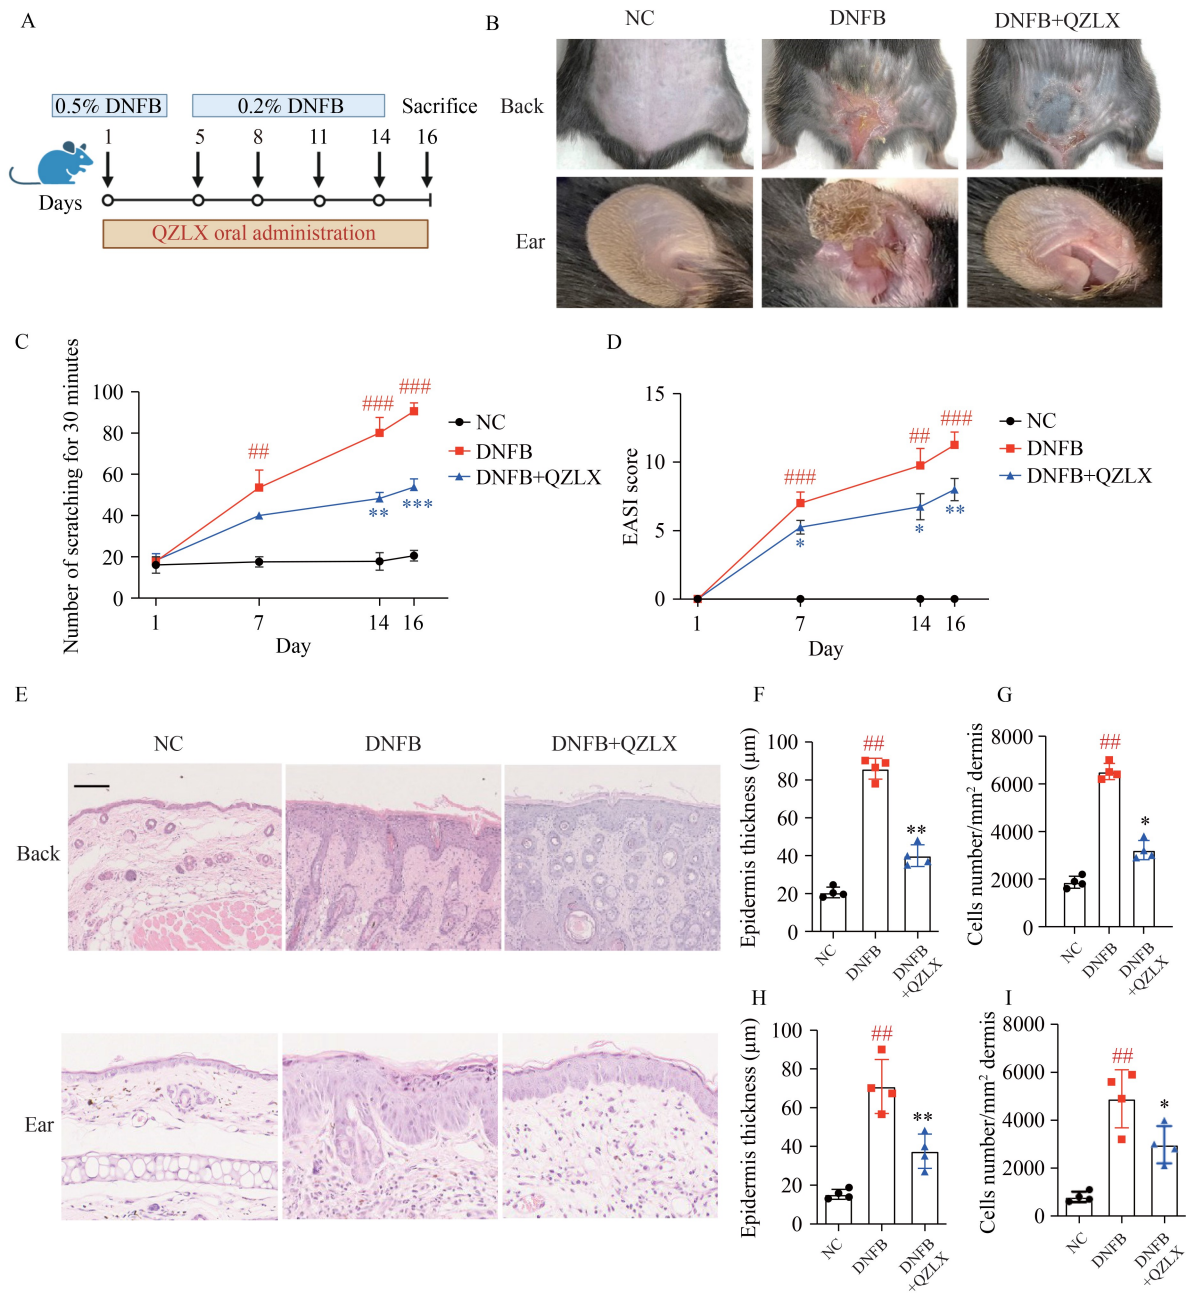 A
0.5% DNFB
0.2% DNFB
Sacrifice
1 5 8 11 14 16
Days
QZLX oral administration
B
NC DNFB DNFB+QZLX
Back
Ear
C
Number of scratching for 30 minutes
100
80
60
40
20
0
##
###
###
**
***
1 7 14 16
Day
NC
DNFB
DNFB+QZLX
D
EASI score
15
10
5
0
###
##
###
*
*
**
1 7 14 16
Day
NC
DNFB
DNFB+QZLX
E
NC DNFB DNFB+QZLX
Back
Ear
F
Epidermis thickness (μm)
100
80
60
40
20
0
##
**
NC
DNFB
DNFB
+QZLX
G
Cells number/mm² dermis
8000
6000
4000
2000
0
##
*
NC
DNFB
DNFB
+QZLX
H
Epidermis thickness (μm)
100
80
60
40
20
0
##
**
NC
DNFB
DNFB
+QZLX
I
Cells number/mm² dermis
8000
6000
4000
2000
0
##
*
NC
DNFB
DNFB
+QZLX